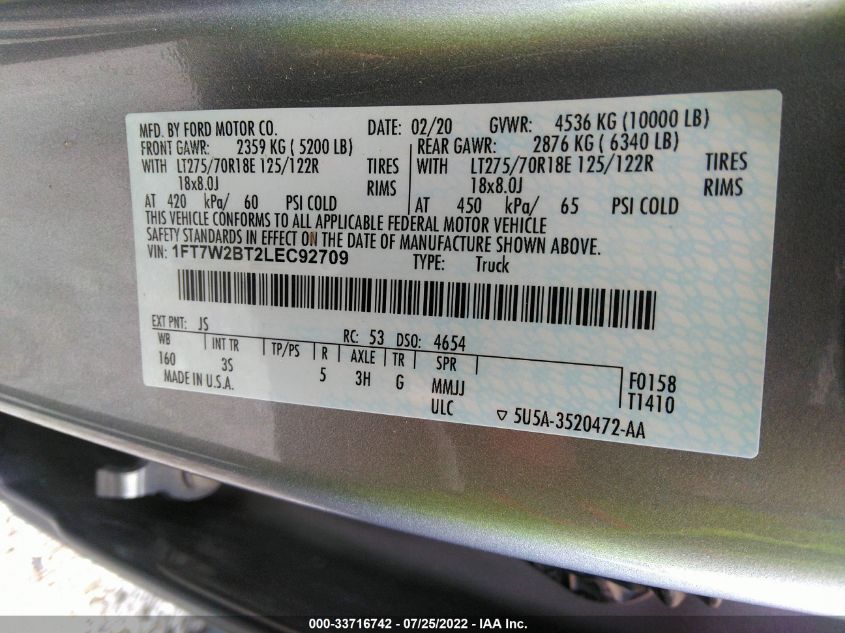 MFD. BY FORD MOTOR CO. DATE: 02/20 GVWR: 4536 KG (10000 LB)
FRONT GAWR: 2359 KG ( 5200 LB) REAR GAWR: 2876 KG ( 6340 LB)
WITH LT275/70R18E 125/122R TIRES WITH LT275/70R18E 125/122R TIRES
18x8.0J RIMS 18x8.0J RIMS
AT 420 kPa/ 60 PSI COLD AT 450 kPa/ 65 PSI COLD
THIS VEHICLE CONFORMS TO ALL APPLICABLE FEDERAL MOTOR VEHICLE
SAFETY STANDARDS IN EFFECT ON THE DATE OF MANUFACTURE SHOWN ABOVE.
VIN: 1FT7W2BT2LEC92709 TYPE: Truck
EXT PNT: JS RC: 53 DSO: 4654
WB INT TR TP/PS R AXLE TR SPR
160 3S 5 3H G MMJJ F0158
MADE IN U.S.A. ULC T1410
5U5A-3520472-AA
000-33716742 - 07/25/2022 - IAA Inc.